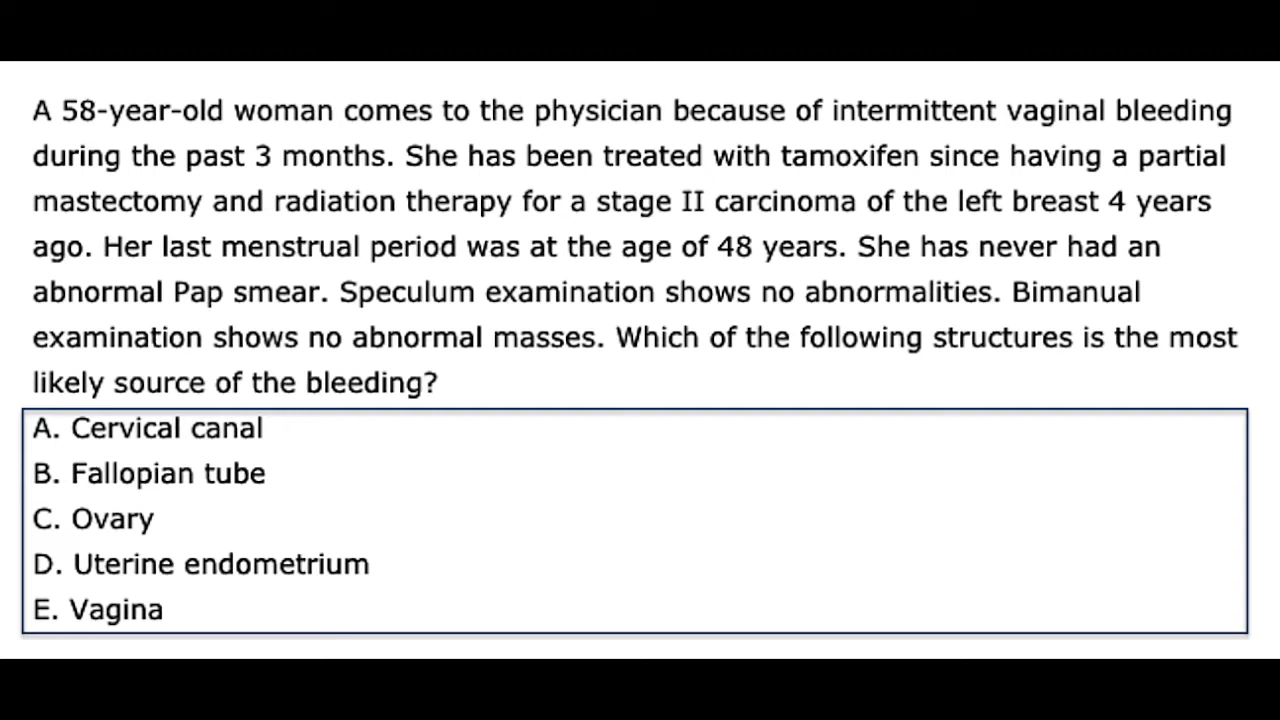 A 58-year-old woman comes to the physician because of intermittent vaginal bleeding
during the past 3 months. She has been treated with tamoxifen since having a partial
mastectomy and radiation therapy for a stage II carcinoma of the left breast 4 years
ago. Her last menstrual period was at the age of 48 years. She has never had an
abnormal Pap smear. Speculum examination shows no abnormalities. Bimanual
examination shows no abnormal masses. Which of the following structures is the most
likely source of the bleeding?
A. Cervical canal
B. Fallopian tube
C. Ovary
D. Uterine endometrium
E. Vagina